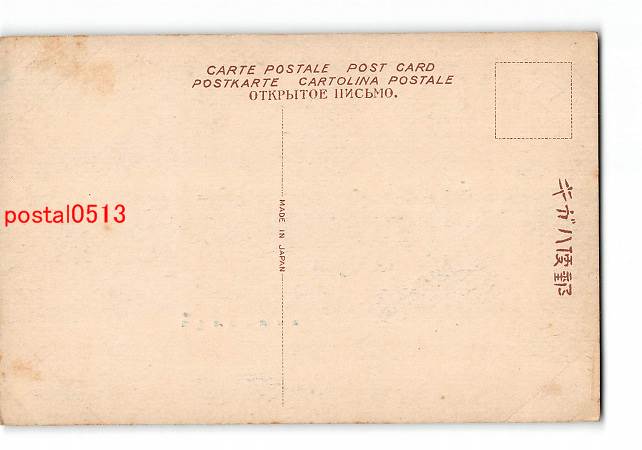 CARTE POSTALE POST CARD
POSTKARTE CARTOLINA POSTALE
ОТКРЫТОЕ ПИСЬМО.
MADE IN JAPAN
キガハ便郵
postal0513